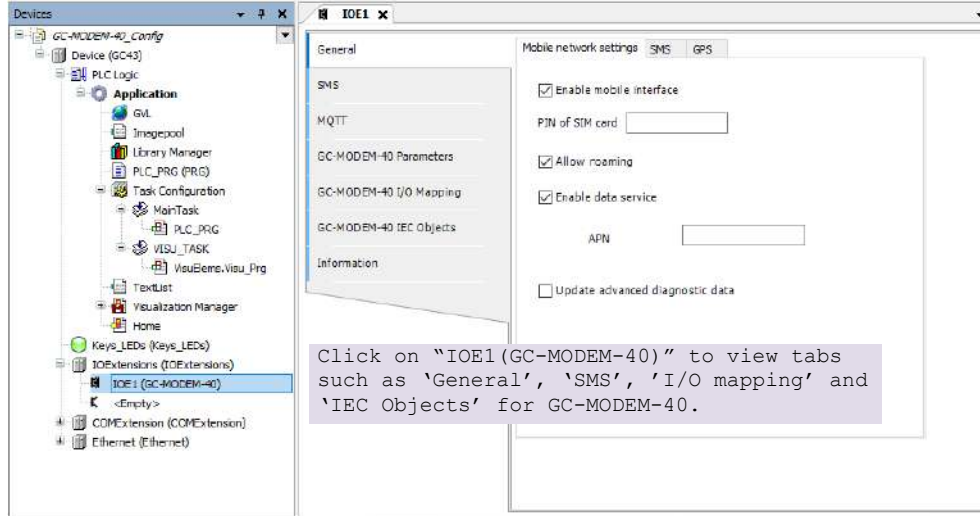 Devices
GC-MODEM-40_Config
Device (GC43)
PLC Logic
Application
GVL
Imagepool
Library Manager
PLC_PRG (PRG)
Task Configuration
MainTask
PLC_PRG
VISU_TASK
VisuElems.Visu_Prg
TextList
Visualization Manager
Home
Keys_LEDs (Keys_LEDs)
IOExtensions (IOExtensions)
IOE1 (GC-MODEM-40)
<Empty>
COMExtension (COMExtension)
Ethernet (Ethernet)
IOE1
General
SMS
MQTT
GC-MODEM-40 Parameters
GC-MODEM-40 I/O Mapping
GC-MODEM-40 IEC Objects
Information
Mobile network settings SMS GPS
Enable mobile interface
PIN of SIM card
Allow roaming
Enable data service
APN
Update advanced diagnostic data
Click on “IOE1(GC-MODEM-40)” to view tabs
such as ‘General’, ‘SMS’, ’I/O mapping’ and
‘IEC Objects’ for GC-MODEM-40.